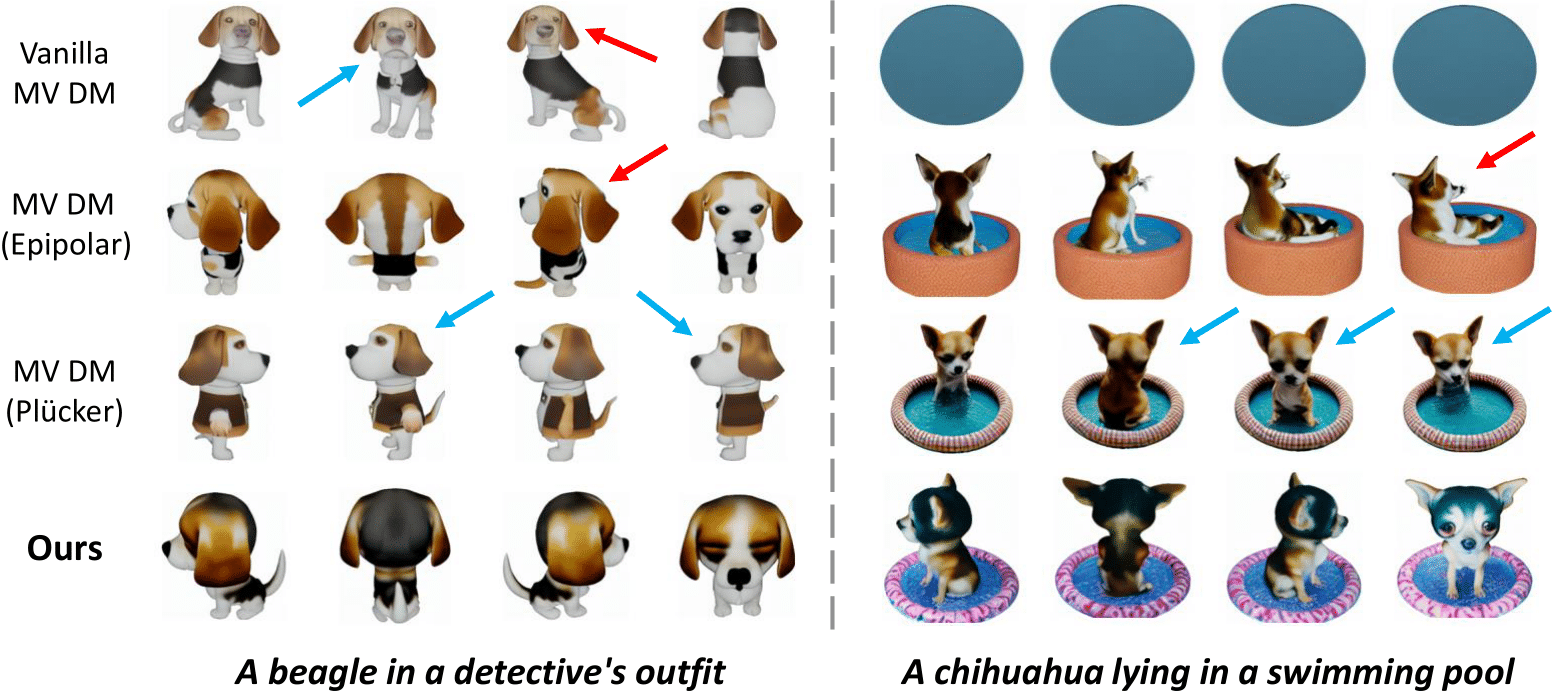 Vanilla
MV DM
MV DM
(Epipolar)
MV DM
(Plücker)
Ours
A beagle in a detective's outfit
A chihuahua lying in a swimming pool